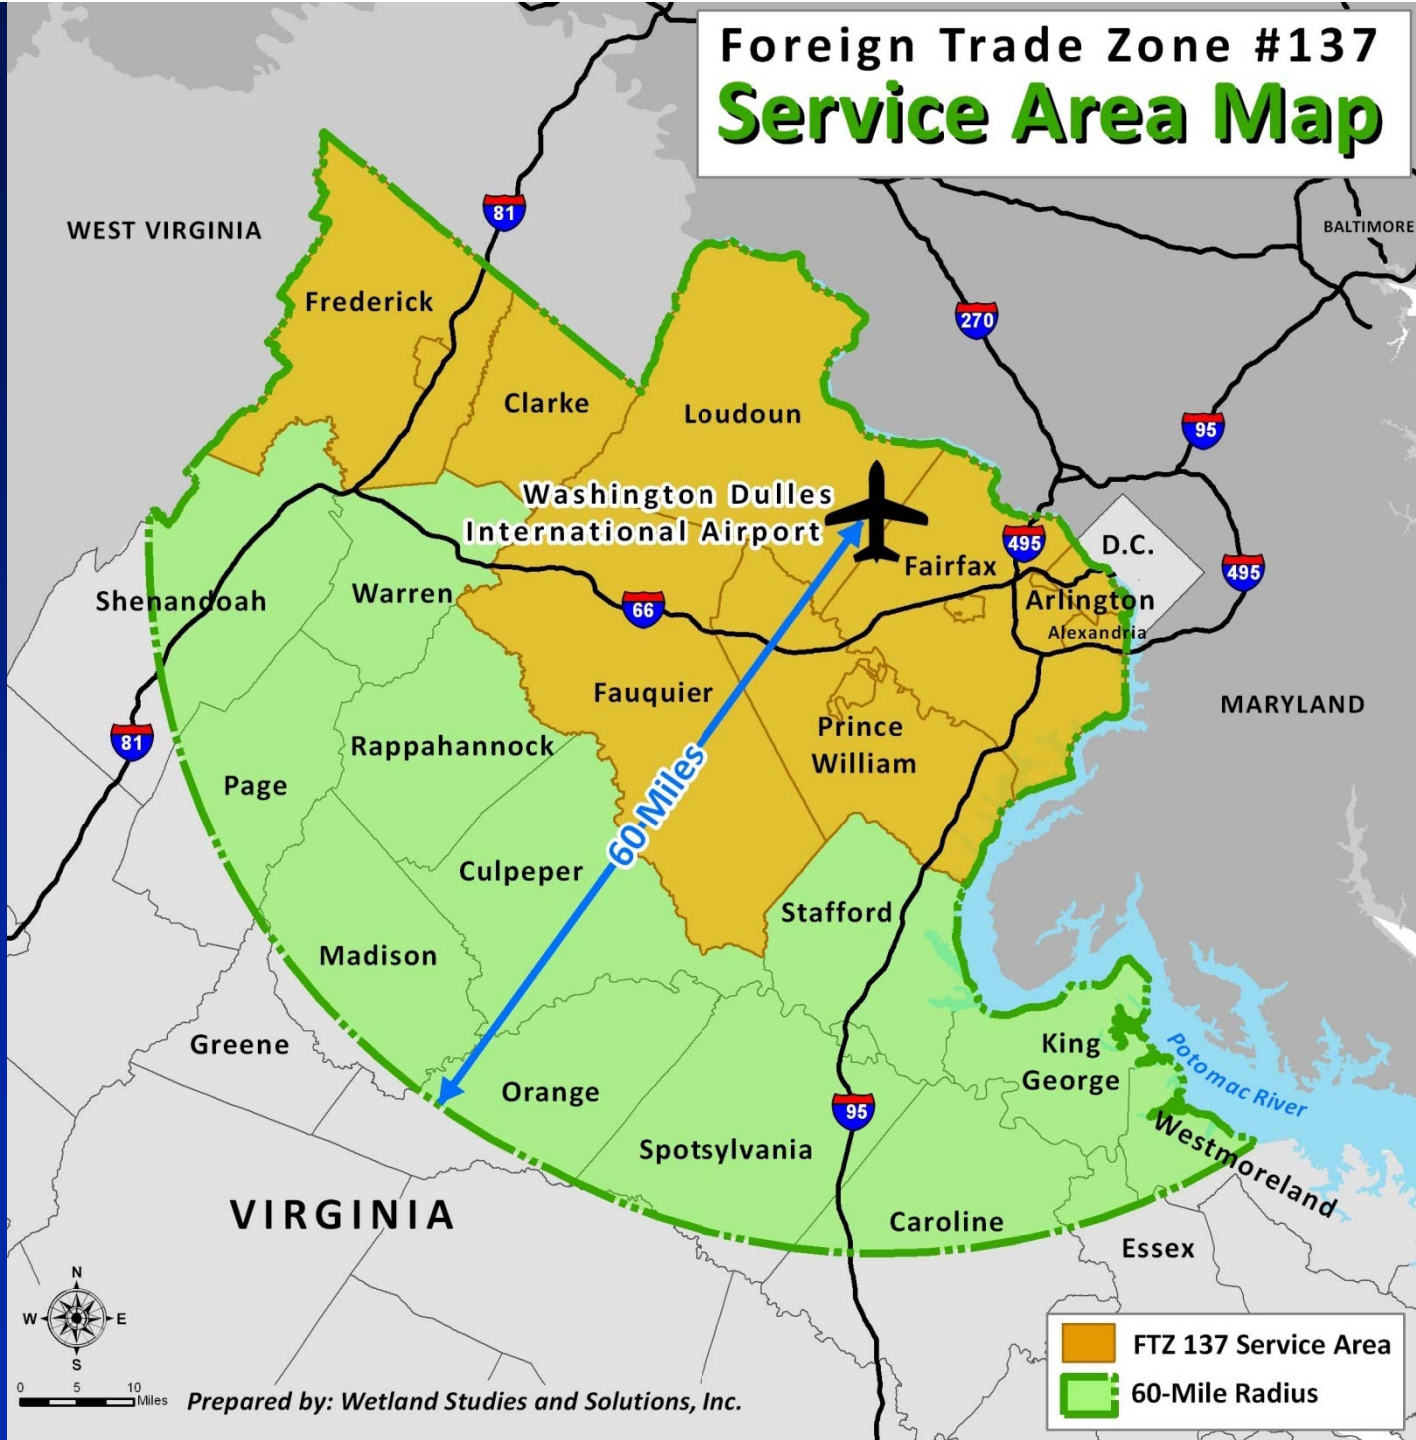 Foreign Trade Zone #137
Service Area Map
81
WEST VIRGINIA
BALTIMORE
Frederick
270
Clarke
Loudoun
95
Washington Dulles
International Airport
495
D.C.
Fairfax
495
Shenandoah
Warren
66
Arlington
Alexandria
Fauquier
MARYLAND
Prince
William
81
Rappahannock
Page
60-Miles
Culpeper
Stafford
Madison
Greene
King
George
Potomac River
Orange
95
Spotsylvania
Westmoreland
VIRGINIA
Caroline
Essex
N
W
E
S
FTZ 137 Service Area
60-Mile Radius
0 5 10
Miles
Prepared by: Wetland Studies and Solutions, Inc.